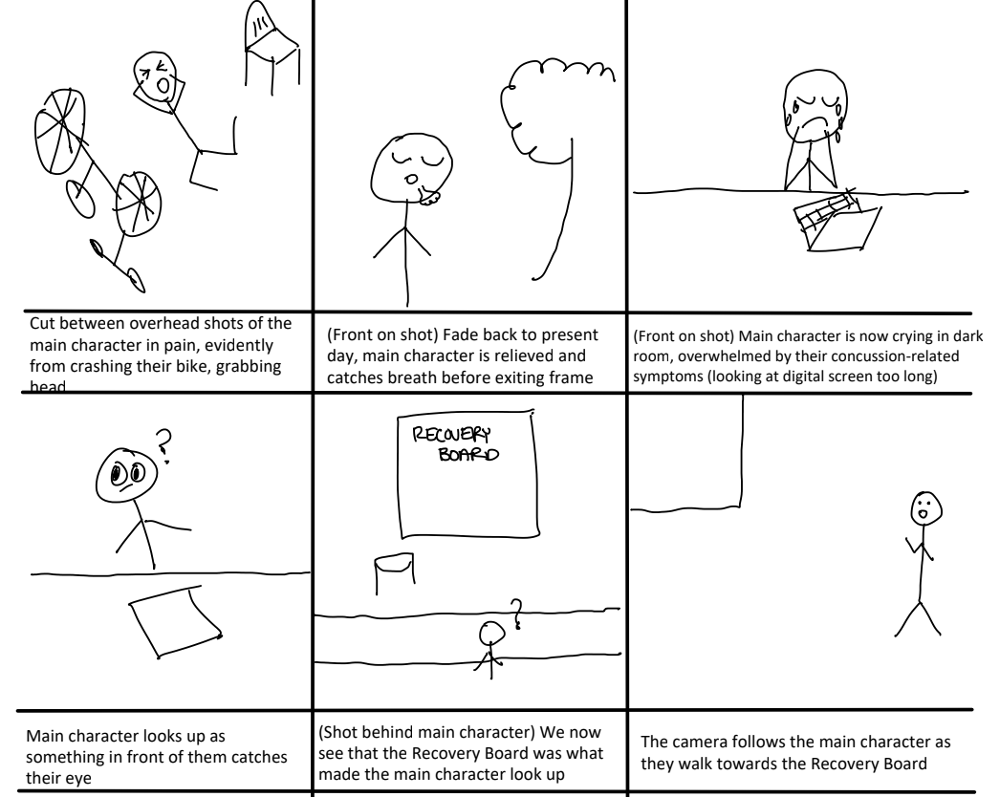 Cut between overhead shots of the
main character in pain, evidently
from crashing their bike, grabbing
head
(Front on shot) Fade back to present
day, main character is relieved and
catches breath before exiting frame
(Front on shot) Main character is now crying in dark
room, overwhelmed by their concussion-related
symptoms (looking at digital screen too long)
?
RECOVERY
BOARD
?
Main character looks up as
something in front of them catches
their eye
(Shot behind main character) We now
see that the Recovery Board was what
made the main character look up
The camera follows the main character as
they walk towards the Recovery Board